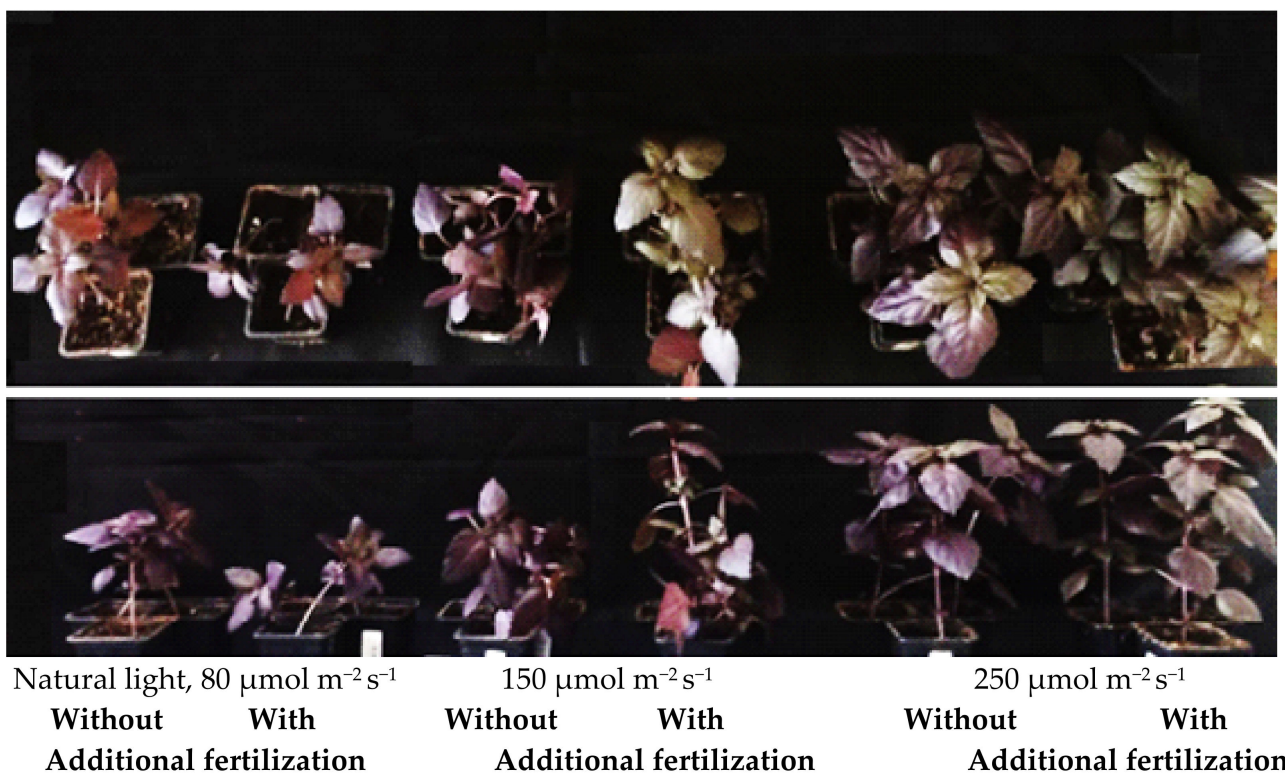 Natural light, 80 µmol m⁻² s⁻¹ 150 µmol m⁻² s⁻¹ 250 µmol m⁻² s⁻¹
Without With Without With Without With
Additional fertilization Additional fertilization Additional fertilization